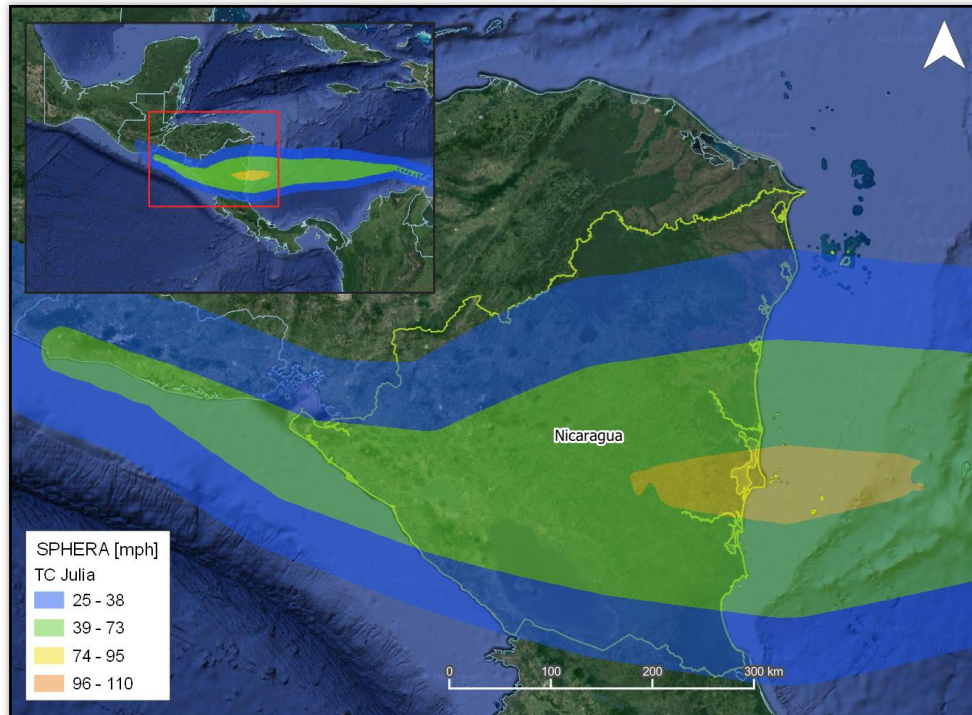 Nicaragua
SPHERA [mph]
TC Julia
25 - 38
39 - 73
74 - 95
96 - 110
0 100 200 300 km